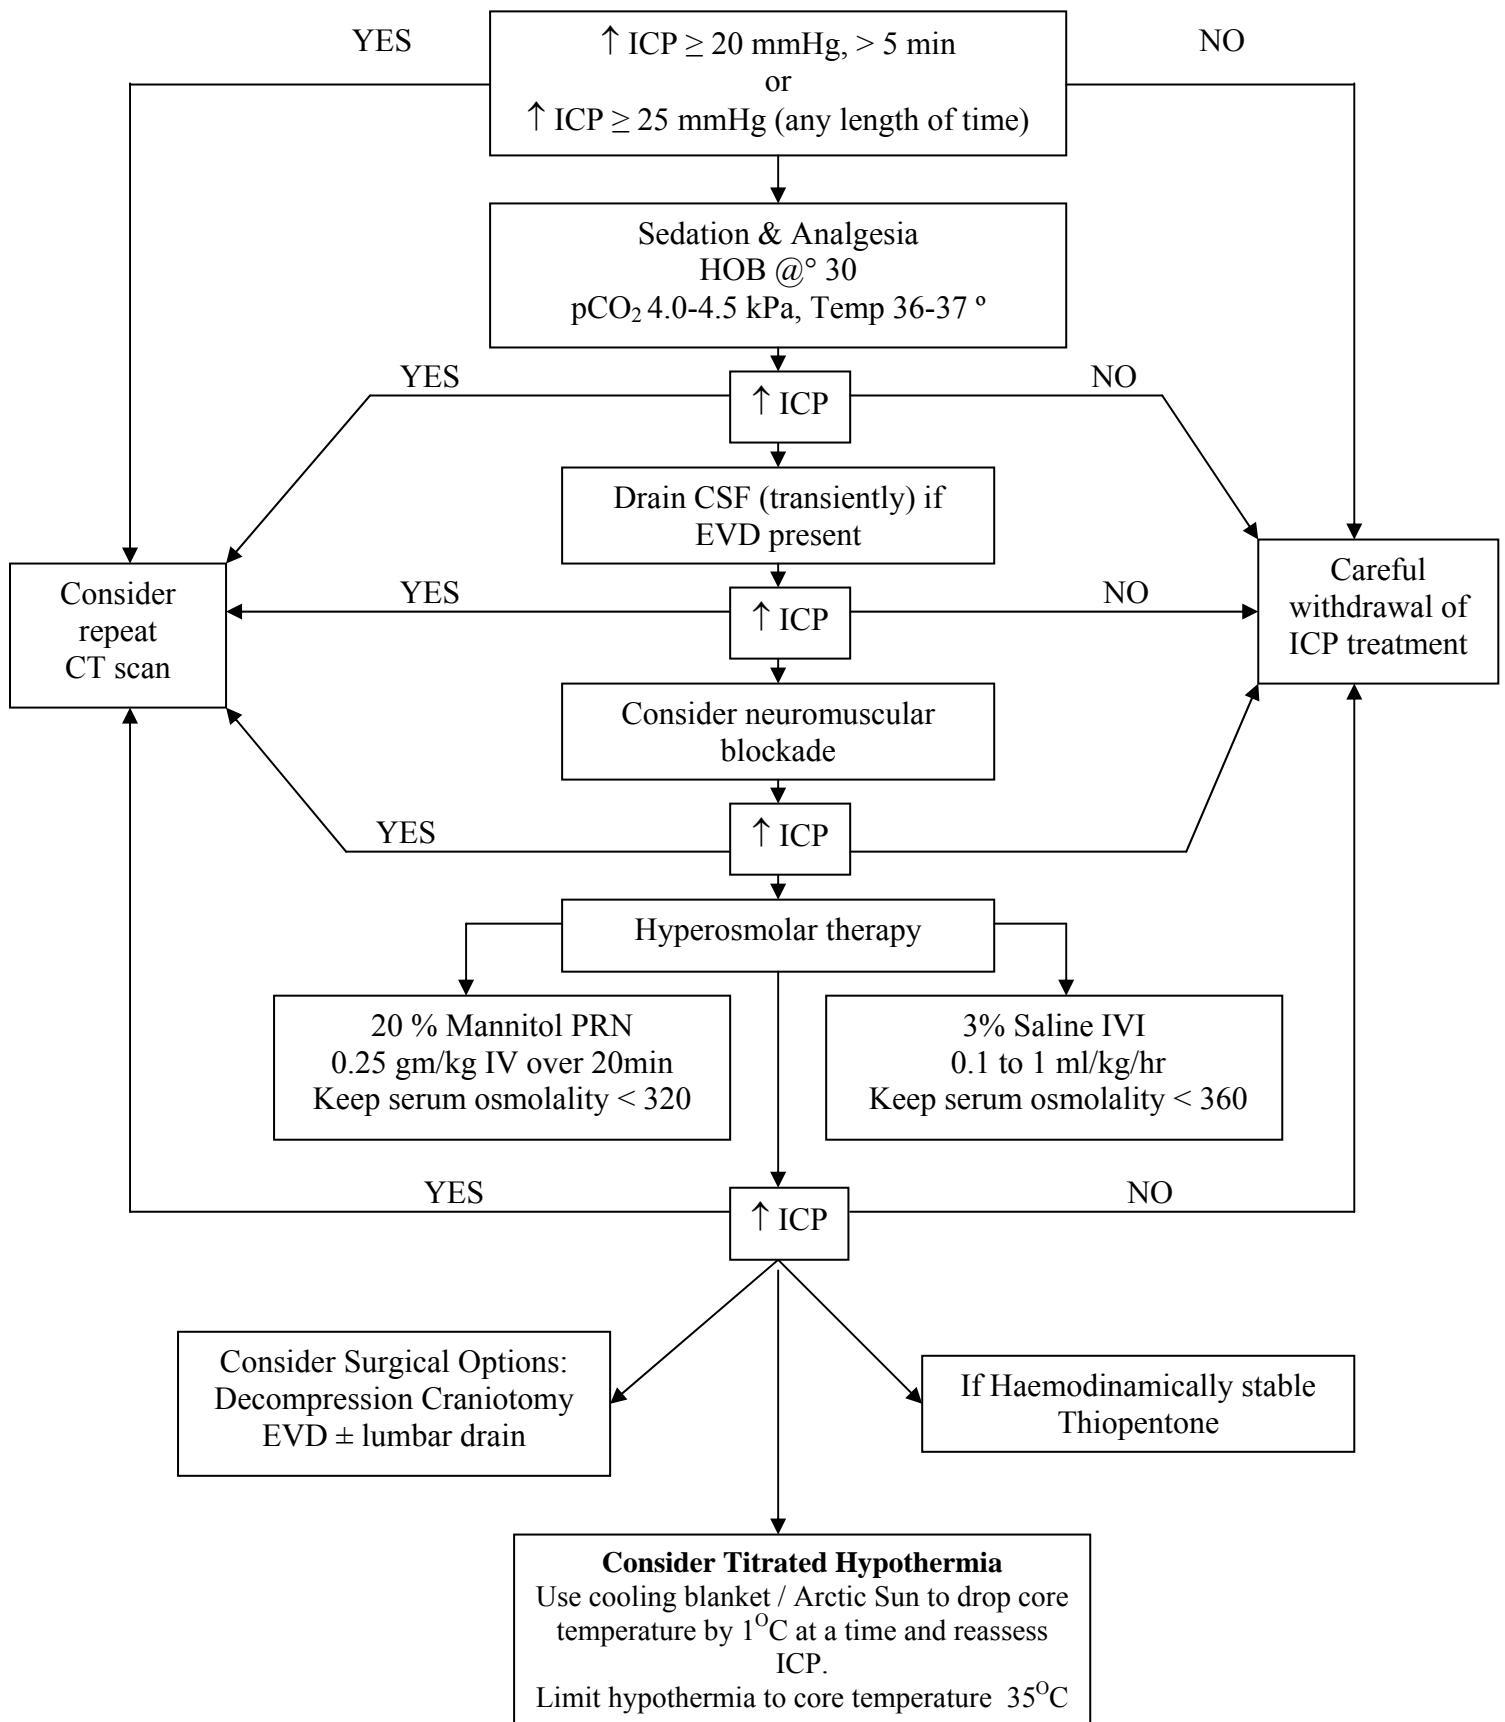 YES
↑ ICP ≥ 20 mmHg, > 5 min
or
↑ ICP ≥ 25 mmHg (any length of time)
NO
Sedation & Analgesia
HOB @° 30
pCO₂ 4.0-4.5 kPa, Temp 36-37 º
YES
↑ ICP
NO
Drain CSF (transiently) if
EVD present
Consider
repeat
CT scan
YES
↑ ICP
NO
Careful
withdrawal of
ICP treatment
Consider neuromuscular
blockade
YES
↑ ICP
Hyperosmolar therapy
20 % Mannitol PRN
0.25 gm/kg IV over 20min
Keep serum osmolality < 320
3% Saline IVI
0.1 to 1 ml/kg/hr
Keep serum osmolality < 360
YES
↑ ICP
NO
Consider Surgical Options:
Decompression Craniotomy
EVD ± lumbar drain
If Haemodinamically stable
Thiopentone
Consider Titrated Hypothermia
Use cooling blanket / Arctic Sun to drop core
temperature by 1ᴼC at a time and reassess
ICP.
Limit hypothermia to core temperature 35ᴼC